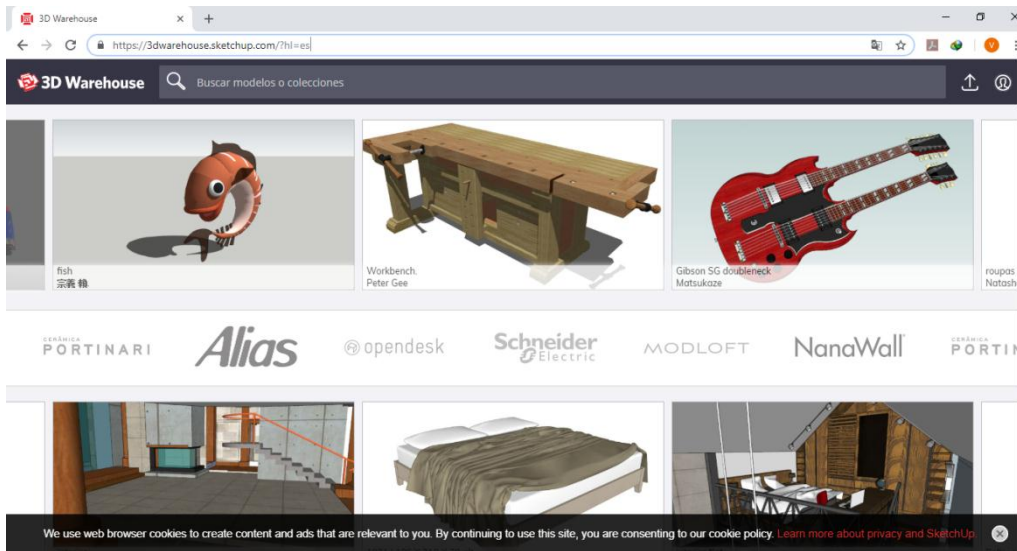 3D Warehouse
https://3dwarehouse.sketchup.com/?hl=es
V
3D Warehouse
Buscar modelos o colecciones
fish
宗義 賴
Workbench.
Peter Gee
Gibson SG doubleneck
Matsukaze
roupas
Natash
CERÂMICA
PORTINARI
Alias
opendesk
Schneider
Electric
MODLOFT
NanaWall
CERÂMICA
PORTIN
We use web browser cookies to create content and ads that are relevant to you. By continuing to use this site, you are consenting to our cookie policy. Learn more about privacy and SketchUp.